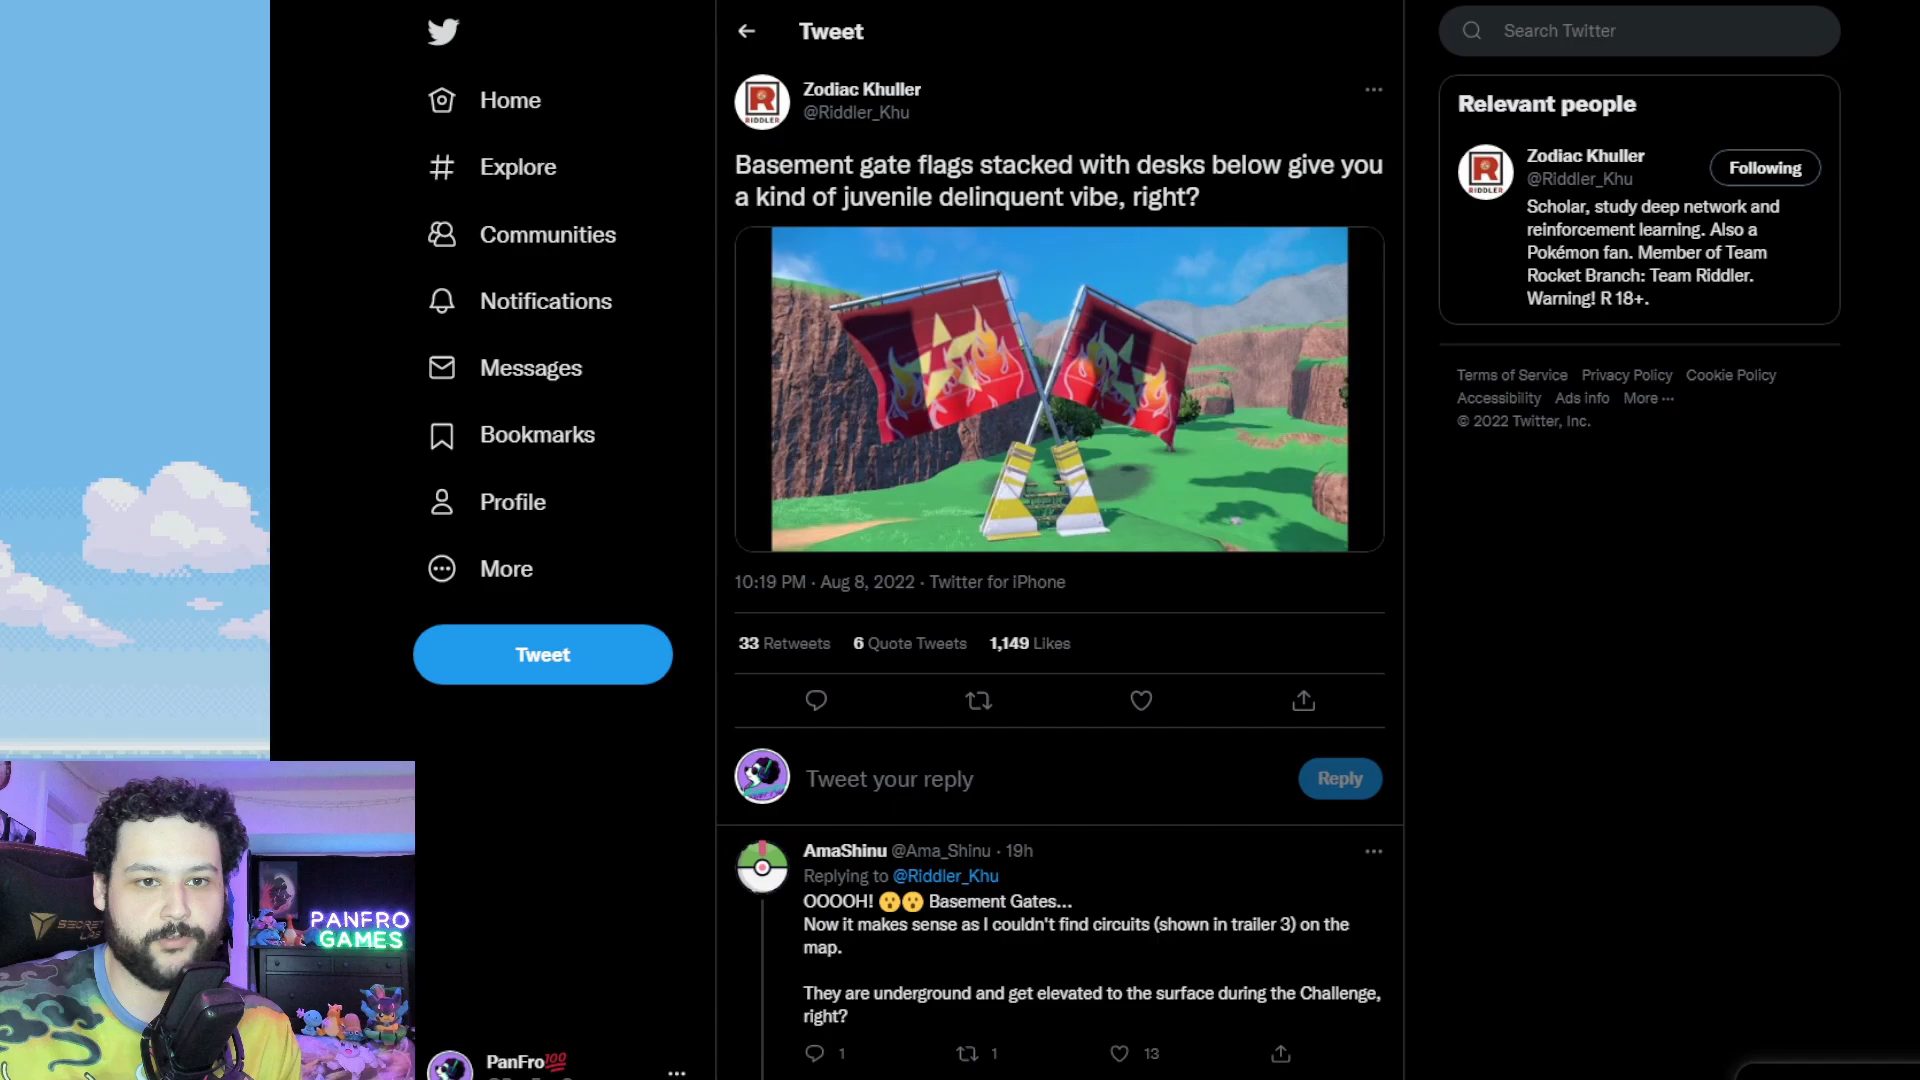 Home
Explore
Communities
Notifications
Messages
Bookmarks
Profile
More
Tweet
PanFro💯
Tweet
Zodiac Khuller
@Riddler_Khu
Basement gate flags stacked with desks below give you
a kind of juvenile delinquent vibe, right?
10:19 PM · Aug 8, 2022 · Twitter for iPhone
33 Retweets 6 Quote Tweets 1,149 Likes
Tweet your reply
Reply
AmaShinu @Ama_Shinu · 19h
Replying to @Riddler_Khu
OOOOH! 😮😮 Basement Gates...
Now it makes sense as I couldn't find circuits (shown in trailer 3) on the
map.
They are underground and get elevated to the surface during the Challenge,
right?
1 1 13
Search Twitter
Relevant people
Zodiac Khuller
@Riddler_Khu
Following
Scholar, study deep network and
reinforcement learning. Also a
Pokémon fan. Member of Team
Rocket Branch: Team Riddler.
Warning! R 18+.
Terms of Service Privacy Policy Cookie Policy
Accessibility Ads info More ···
© 2022 Twitter, Inc.
R
RIDDLER
R
RIDDLER
PANFRO
GAMES